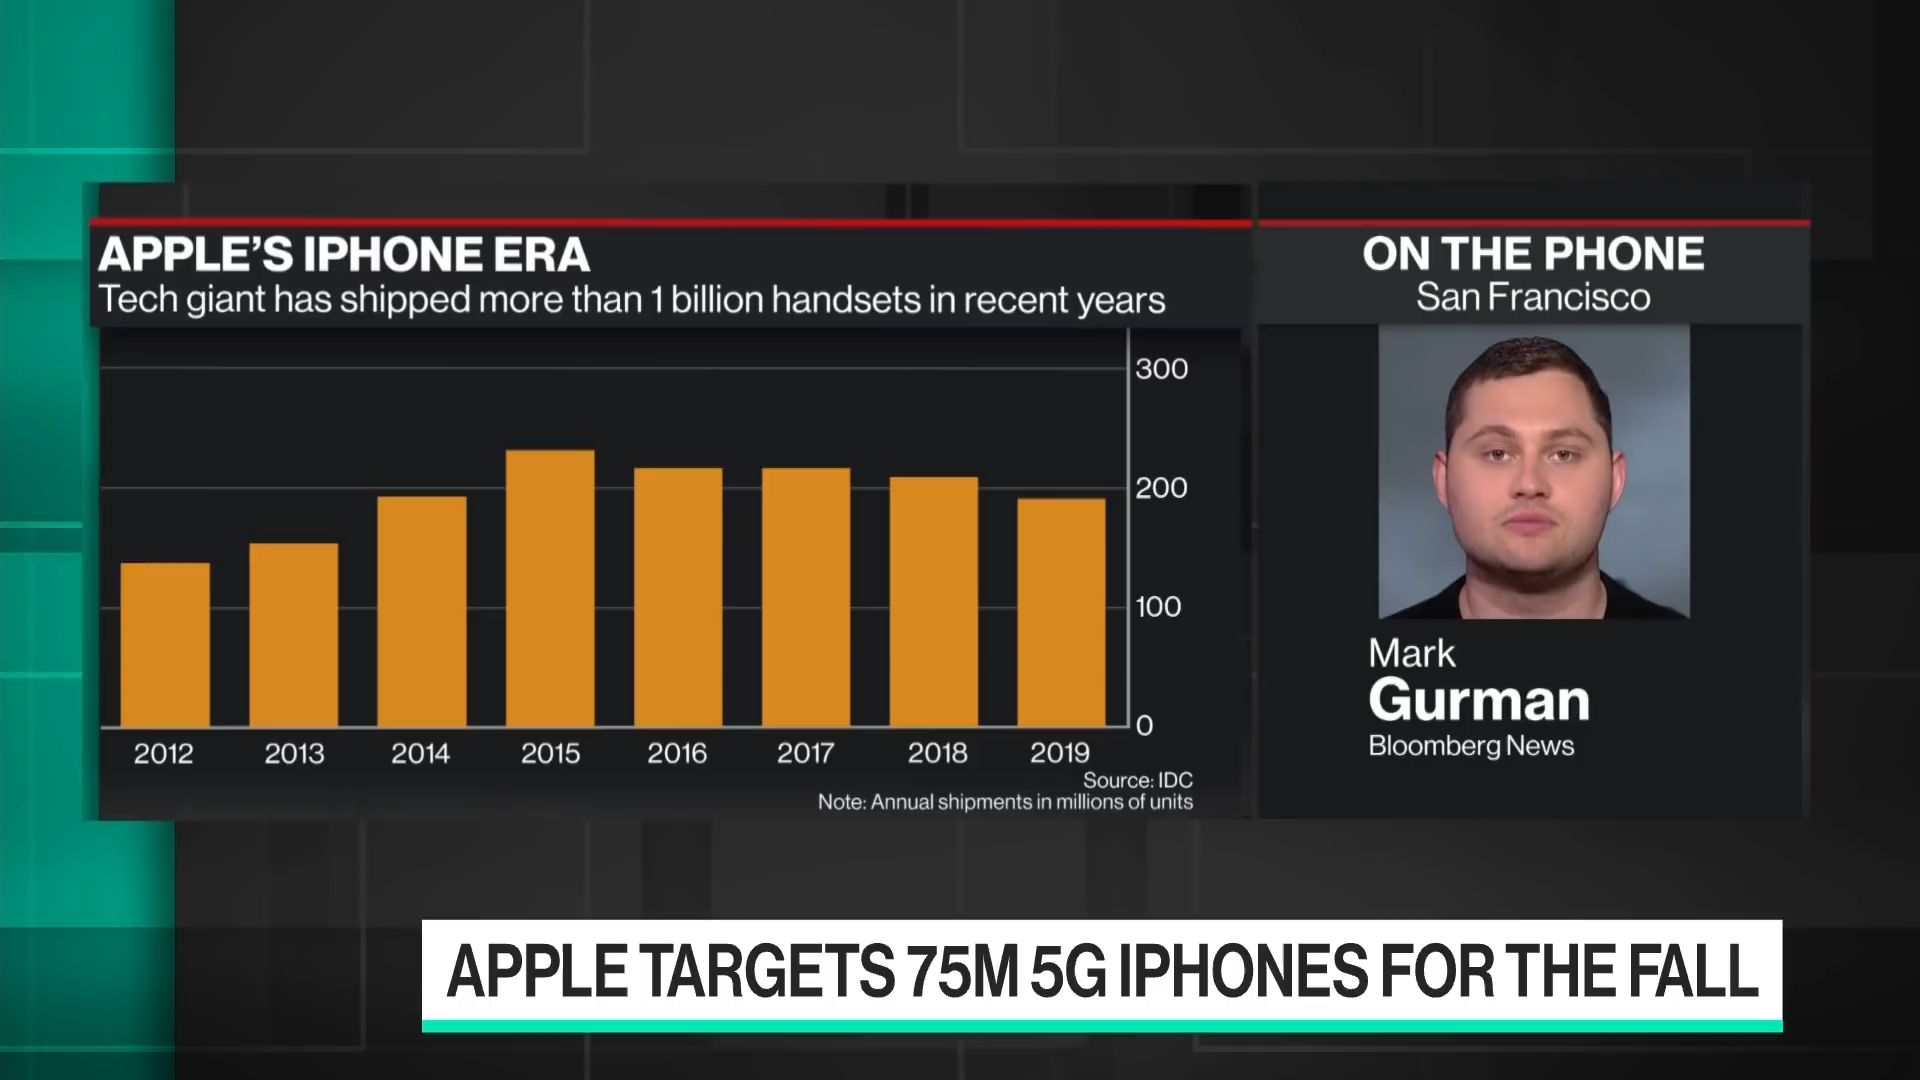 APPLE'S IPHONE ERA
Tech giant has shipped more than 1 billion handsets in recent years
300
200
100
0
2012 2013 2014 2015 2016 2017 2018 2019
Source: IDC
Note: Annual shipments in millions of units
ON THE PHONE
San Francisco
Mark
Gurman
Bloomberg News
APPLE TARGETS 75M 5G IPHONES FOR THE FALL